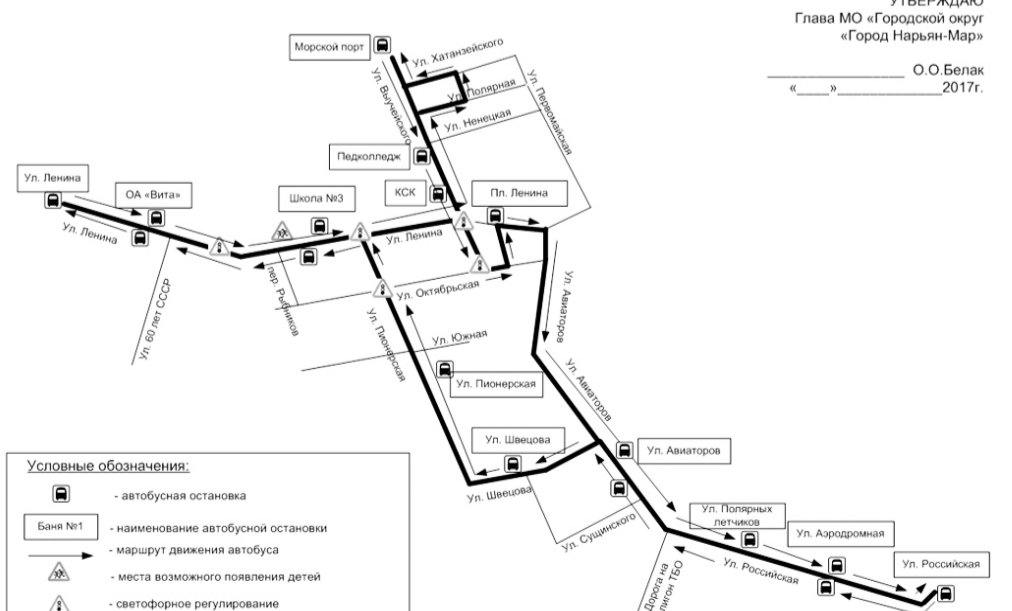 УТВЕРЖДАЮ
Глава МО «Городской округ
«Город Нарьян-Мар»
__________________ О.О.Белак
«____»_____________2017г.
Морской порт
Ул. Хатанзейского
Ул. Выучейского
Ул. Полярная
Ул. Первомайская
Ул. Ненецкая
Педколледж
Ул. Ленина
ОА «Вита»
Школа №3
КСК
Пл. Ленина
Ул. Ленина
Ул. Ленина
пер. Рыбников
Ул. Октябрьская
Ул. 60 лет СССР
Ул. Пионерская
Ул. Южная
Ул. Авиаторов
Ул. Авиаторов
Ул. Пионерская
Ул. Швецова
Ул. Авиаторов
Ул. Швецова
Ул. Сущинского
Ул. Полярных
летчиков
Ул. Аэродромная
Ул. Российская
Ул. Российская
Дорога на
ТБО
Условные обозначения:
- автобусная остановка
Баня №1 - наименование автобусной остановки
- маршрут движения автобуса
- места возможного появления детей
- светофорное регулирование